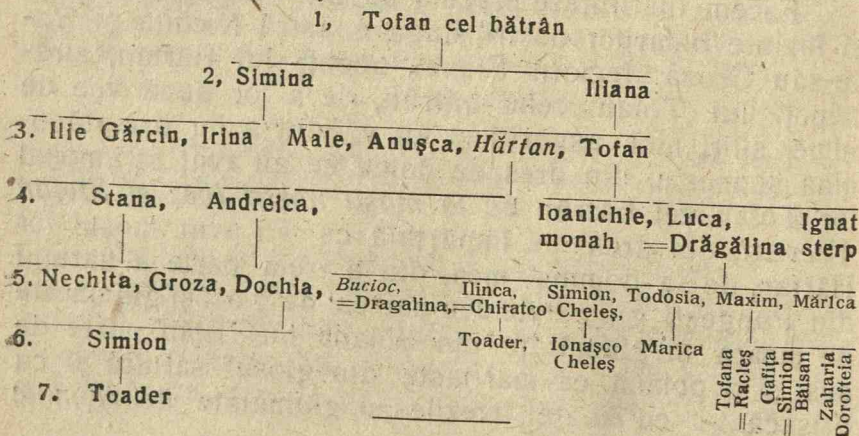 1, Tofan cel bătrân
2, Simina Iliana
3. Ilie Gărcin, Irina Male, Anuşca, Hărtan, Tofan
4. Stana, Andreica, Ioanichie, Luca, Ignat
monah =Drăgălina sterp
5. Nechita, Groza, Dochia, Bucioc, Ilinca, Simion, Todosia, Maxim, Mărica
=Dragalina,=Chiratco Cheleş,
6. Simion Toader, Ionaşco Marica
Cheleş
7. Toader
Tofana
=Racleş
Gafiţa
=Simion
Băisan
Zaharia
Dorofteia